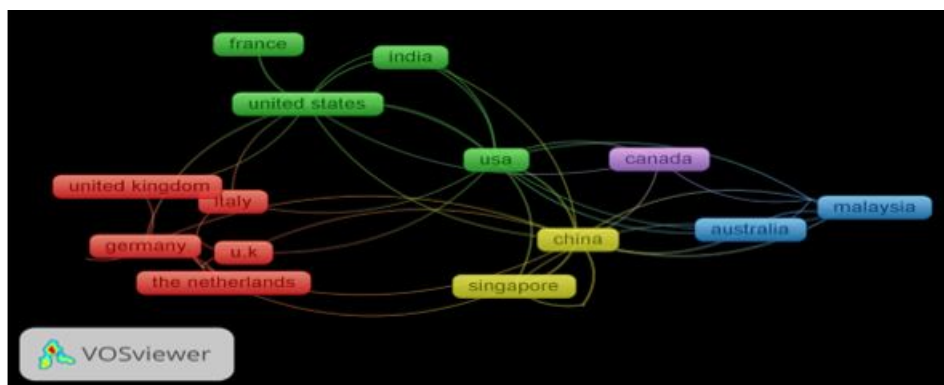 france
india
united states
usa
canada
united kingdom
italy
malaysia
australia
china
germany
u.k
the netherlands
singapore
VOSviewer